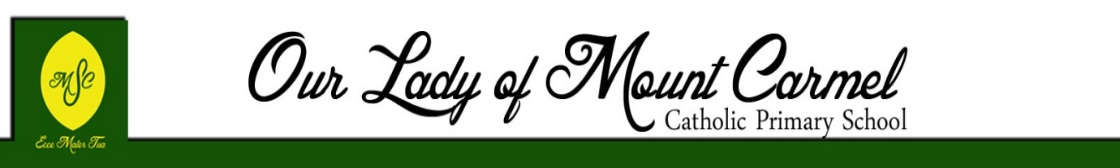 MSC
Ecce Mater Tua
Our Lady of Mount Carmel
Catholic Primary School